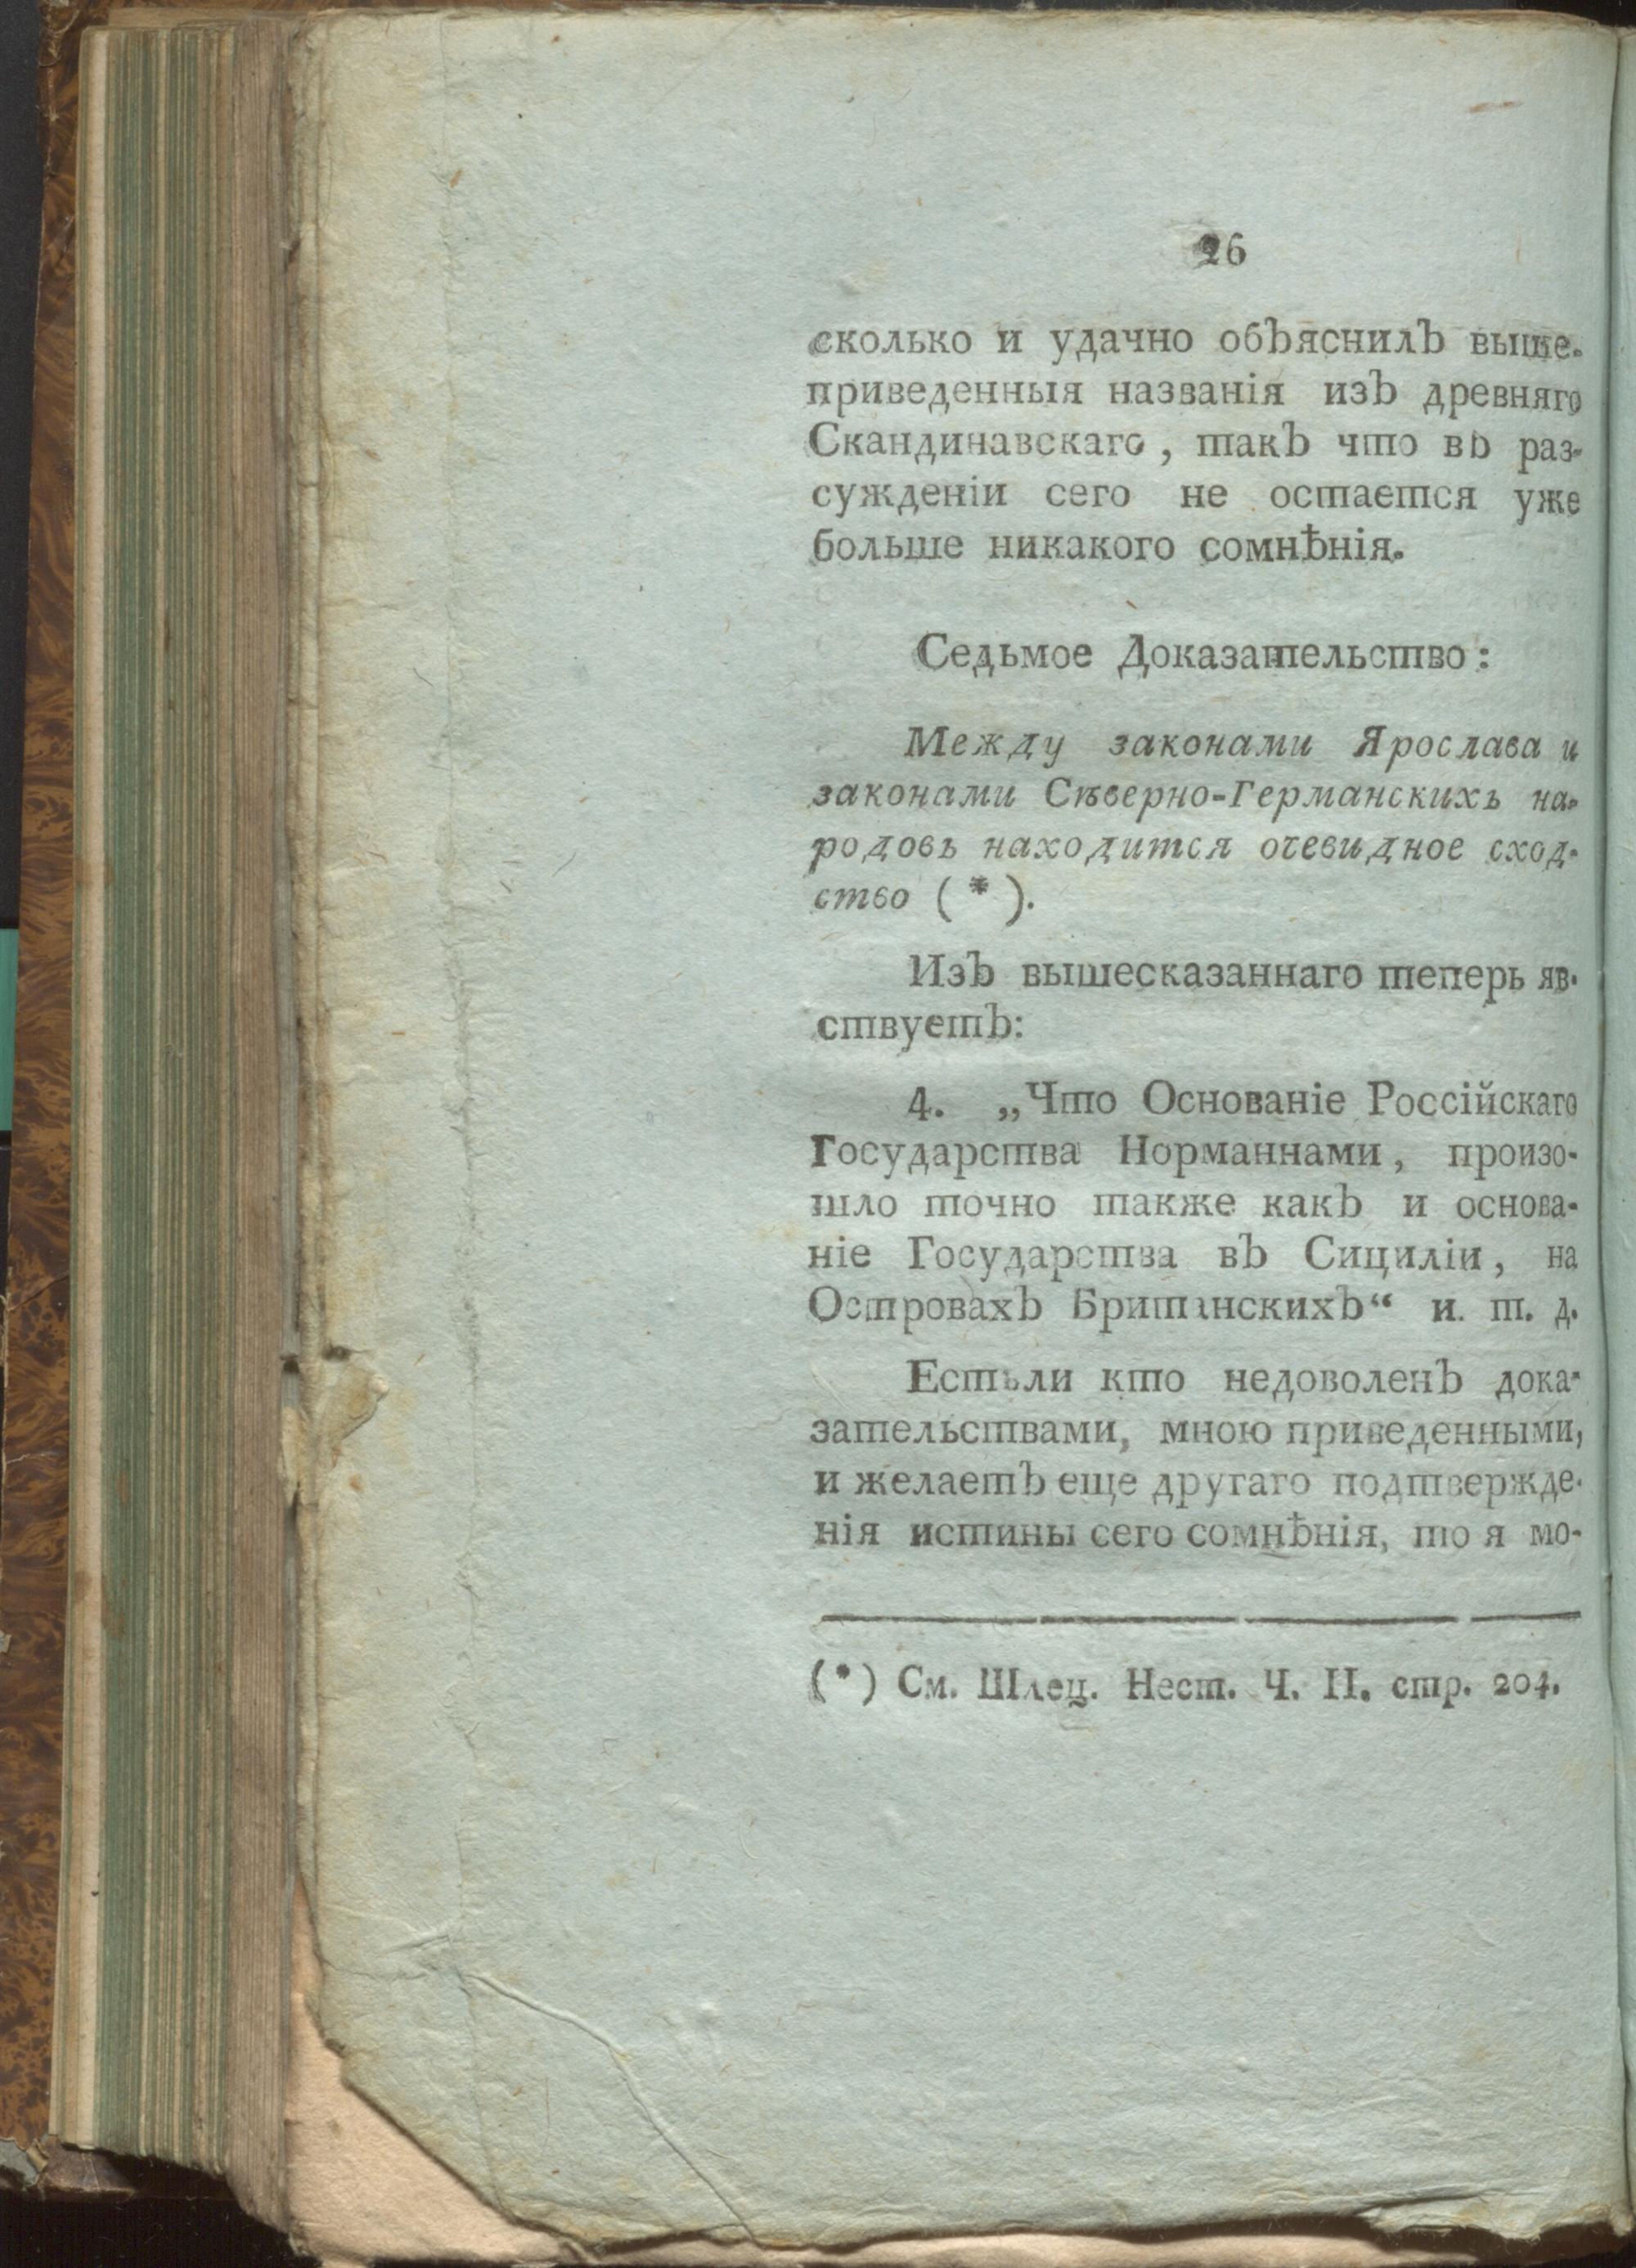 26
сколько и удачно объяснилъ выше-
приведенныя названія изъ древняго
Скандинавскаго, такъ что въ раз-
сужденіи сего не остается уже
больше никакого сомнѣнія.
Седьмое Доказательство:
Между законами Ярослава и
законами Сѣверно-Германскихъ на-
родовъ находится очевидное сход-
ство (*).
Изъ вышесказаннаго теперь яв-
ствуетъ:
4. „Что Основаніе Россійскаго
Государства Норманнами, произо-
шло точно также какъ и основа-
ніе Государства въ Сициліи, на
Островахъ Британскихъ“ и. т. д.
Естьли кто недоволенъ дока-
зательствами, мною приведенными,
и желаетъ еще другаго подтвержде-
нія истины сего сомнѣнія, то я мо-
(*) См. Шлец. Нест. Ч. II. стр. 204.